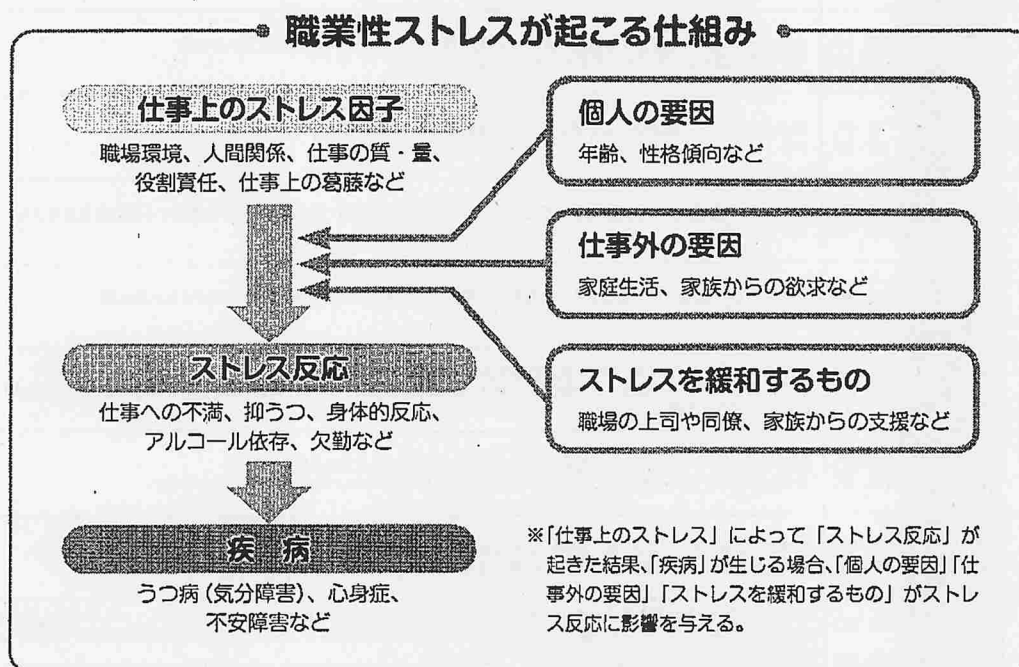 職業性ストレスが起こる仕組み
仕事上のストレス因子
職場環境、人間関係、仕事の質・量、
役割責任、仕事上の葛藤など
個人の要因
年齢、性格傾向など
仕事外の要因
家庭生活、家族からの欲求など
ストレスを緩和するもの
職場の上司や同僚、家族からの支援など
ストレス反応
仕事への不満、抑うつ、身体的反応、
アルコール依存、欠勤など
疾病
うつ病(気分障害)、心身症、
不安障害など
※「仕事上のストレス」によって「ストレス反応」が
起きた結果、「疾病」が生じる場合、「個人の要因」「仕
事外の要因」「ストレスを緩和するもの」がストレ
ス反応に影響を与える。